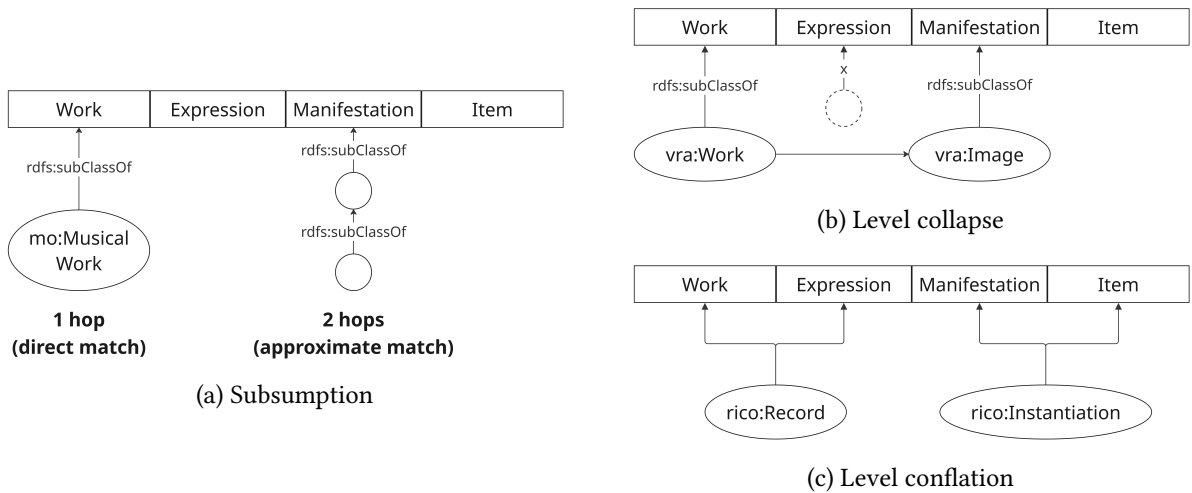 Work Expression Manifestation Item
rdfs:subClassOf
rdfs:subClassOf
rdfs:subClassOf
mo:Musical
Work
1 hop
(direct match)
2 hops
(approximate match)
(a) Subsumption
Work Expression Manifestation Item
x
rdfs:subClassOf rdfs:subClassOf
vra:Work vra:Image
(b) Level collapse
Work Expression Manifestation Item
rico:Record rico:Instantiation
(c) Level conflation